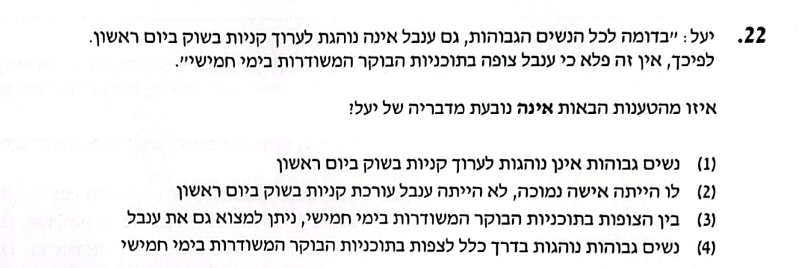 22. יעל: "בדומה לכל הנשים הגבוהות, גם ענבל אינה נוהגת לערוך קניות בשוק ביום ראשון.
לפיכך, אין זה פלא כי ענבל צופה בתוכניות הבוקר המשודרות בימי חמישי".
איזו מהטענות הבאות אינה נובעת מדבריה של יעל?
(1) נשים גבוהות אינן נוהגות לערוך קניות בשוק ביום ראשון
(2) לו הייתה אישה נמוכה, לא הייתה ענבל עורכת קניות בשוק ביום ראשון
(3) בין הצופות בתוכניות הבוקר המשודרות בימי חמישי, ניתן למצוא גם את ענבל
(4) נשים גבוהות נוהגות בדרך כלל לצפות בתוכניות הבוקר המשודרות בימי חמישי